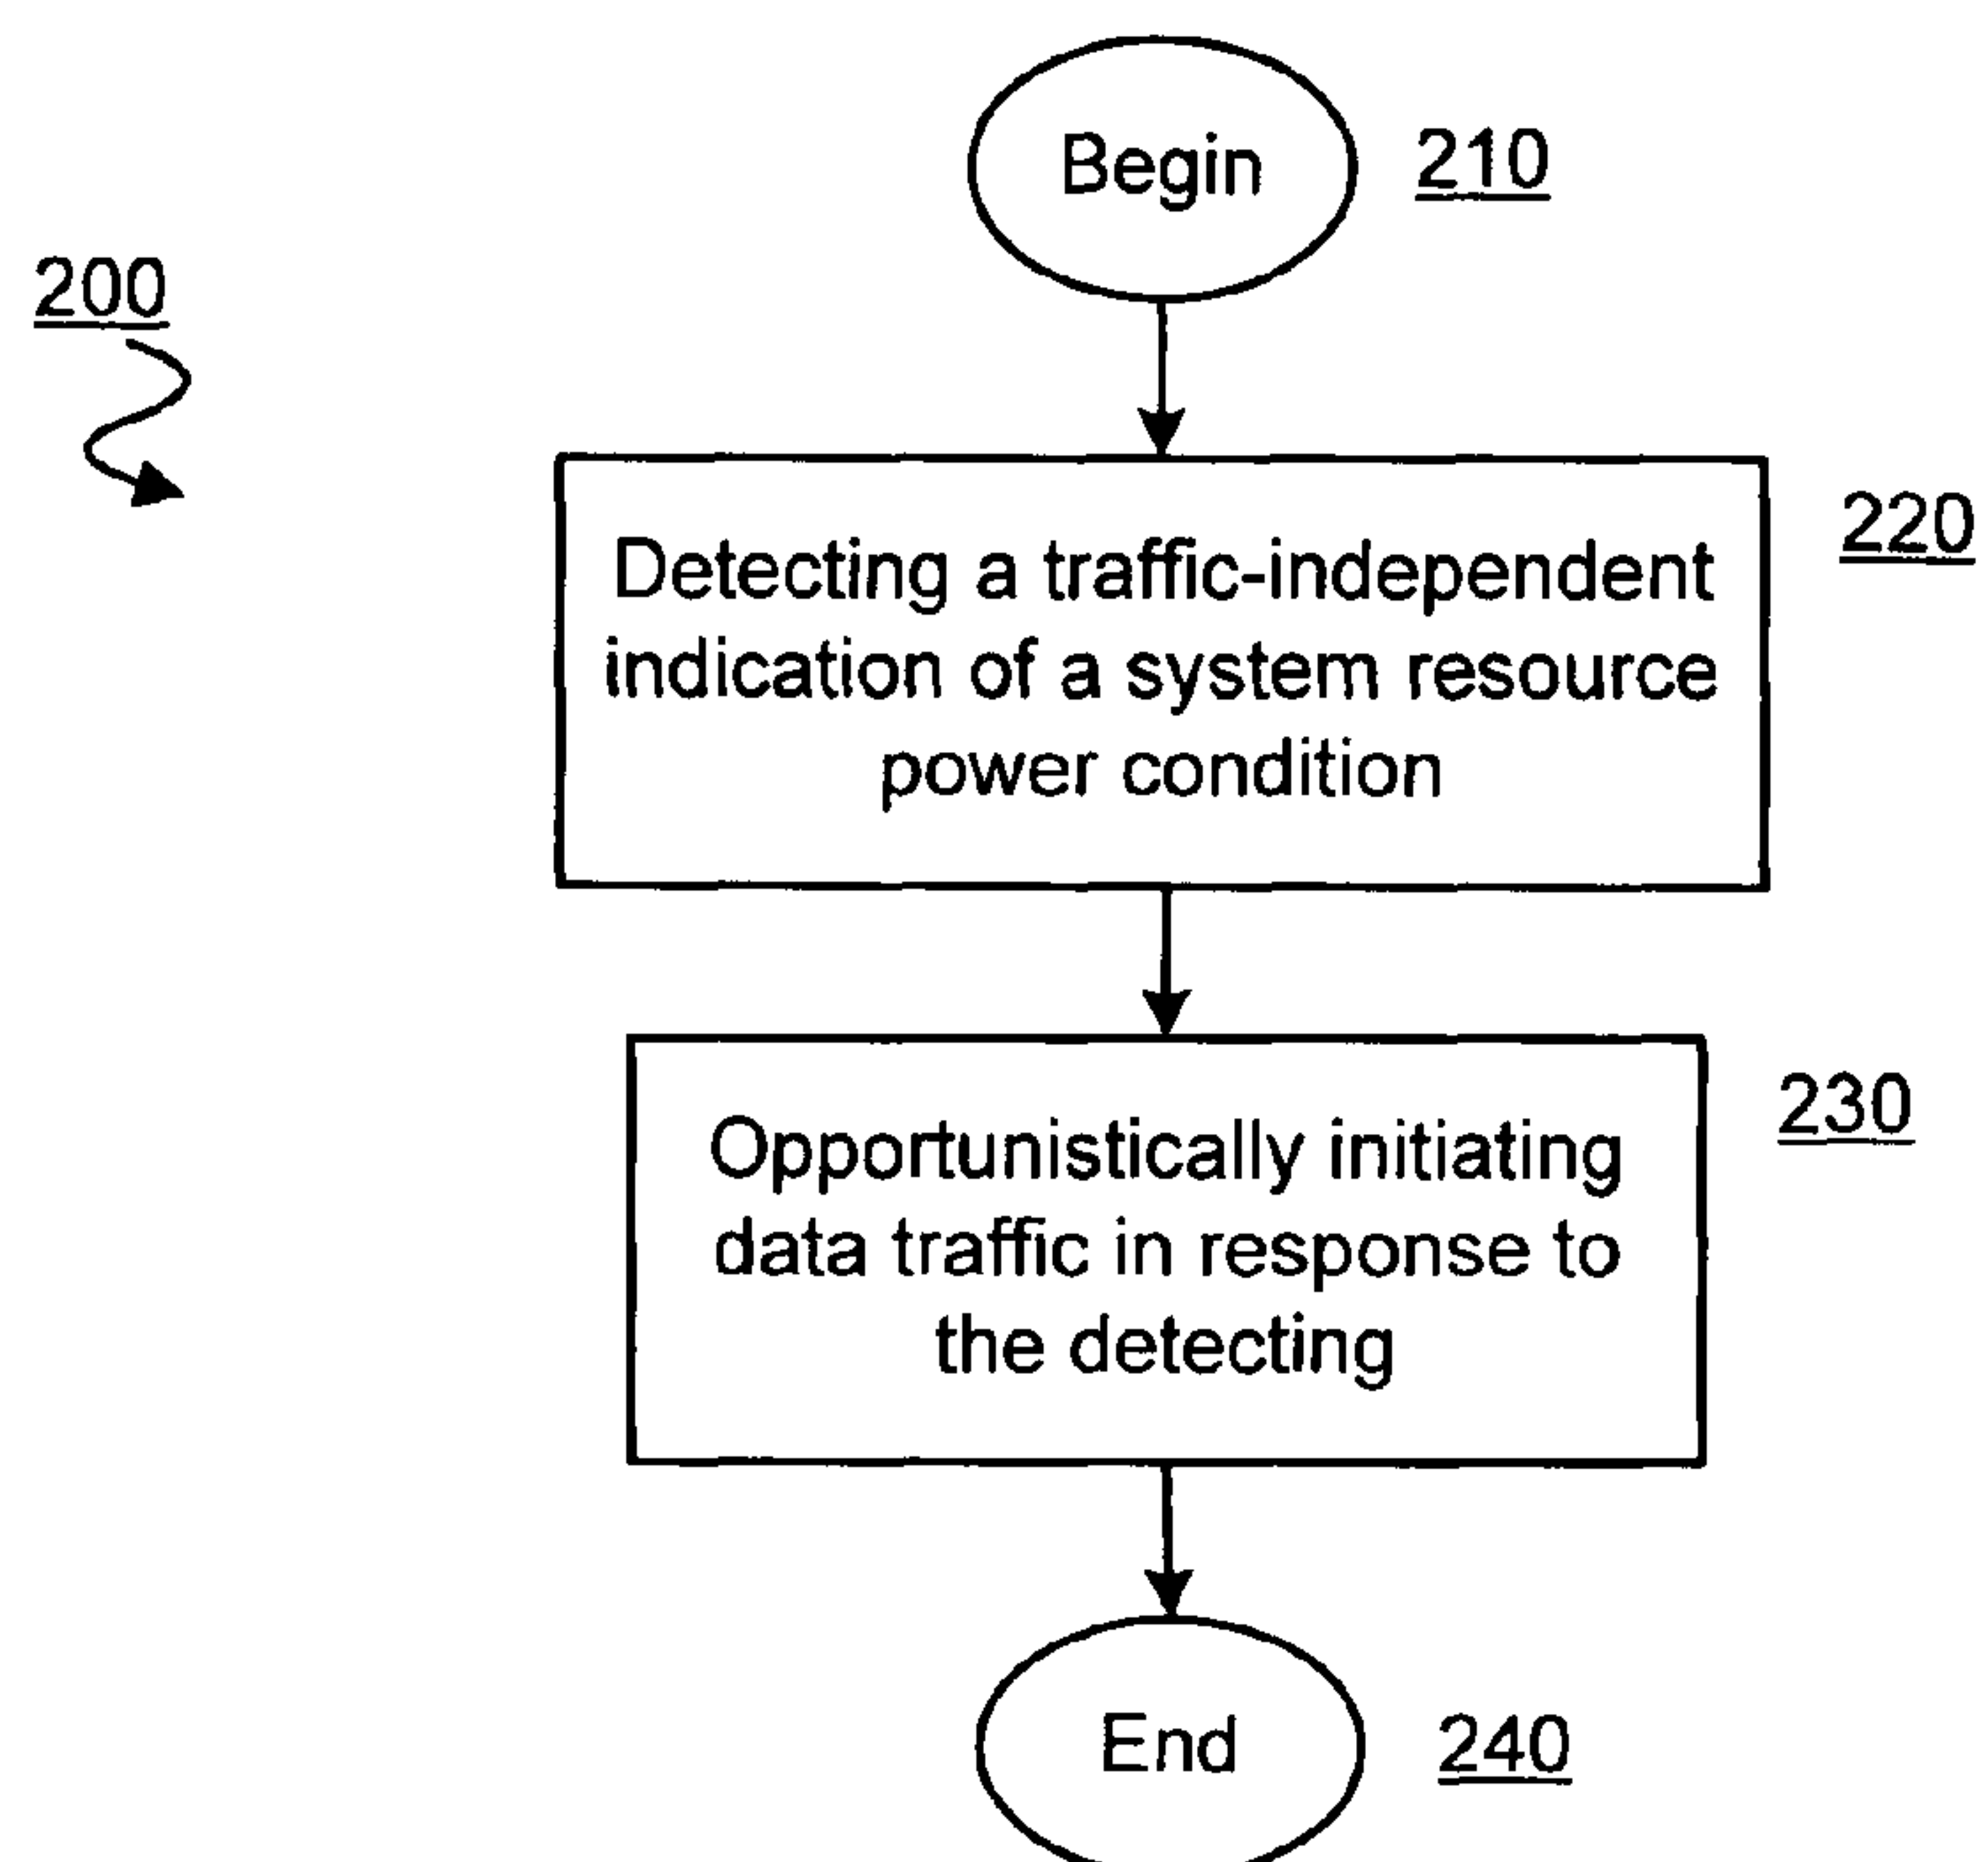 Begin
210
200
Detecting a traffic-independent
indication of a system resource
power condition
220
Opportunistically initiating
data traffic in response to
the detecting
230
End
240